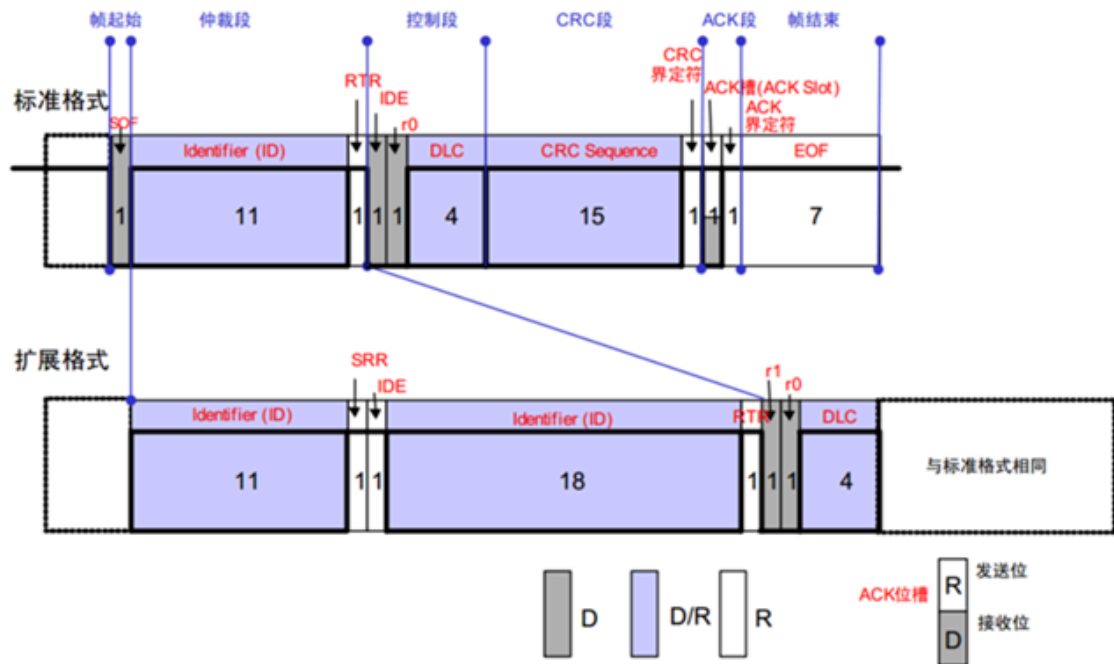 帧起始 仲裁段 控制段 CRC段 ACK段 帧结束
CRC
界定符
RTR
IDE
r0
ACK槽(ACK Slot)
ACK
界定符
标准格式
SOF
Identifier (ID) DLC CRC Sequence EOF
1 11 1 1 1 4 15 1 1 1 7
扩展格式
SRR
IDE
r1
r0
Identifier (ID) Identifier (ID) RTR DLC
11 1 1 18 1 1 1 4 与标准格式相同
D D/R R
ACK位槽
R 发送位
D 接收位